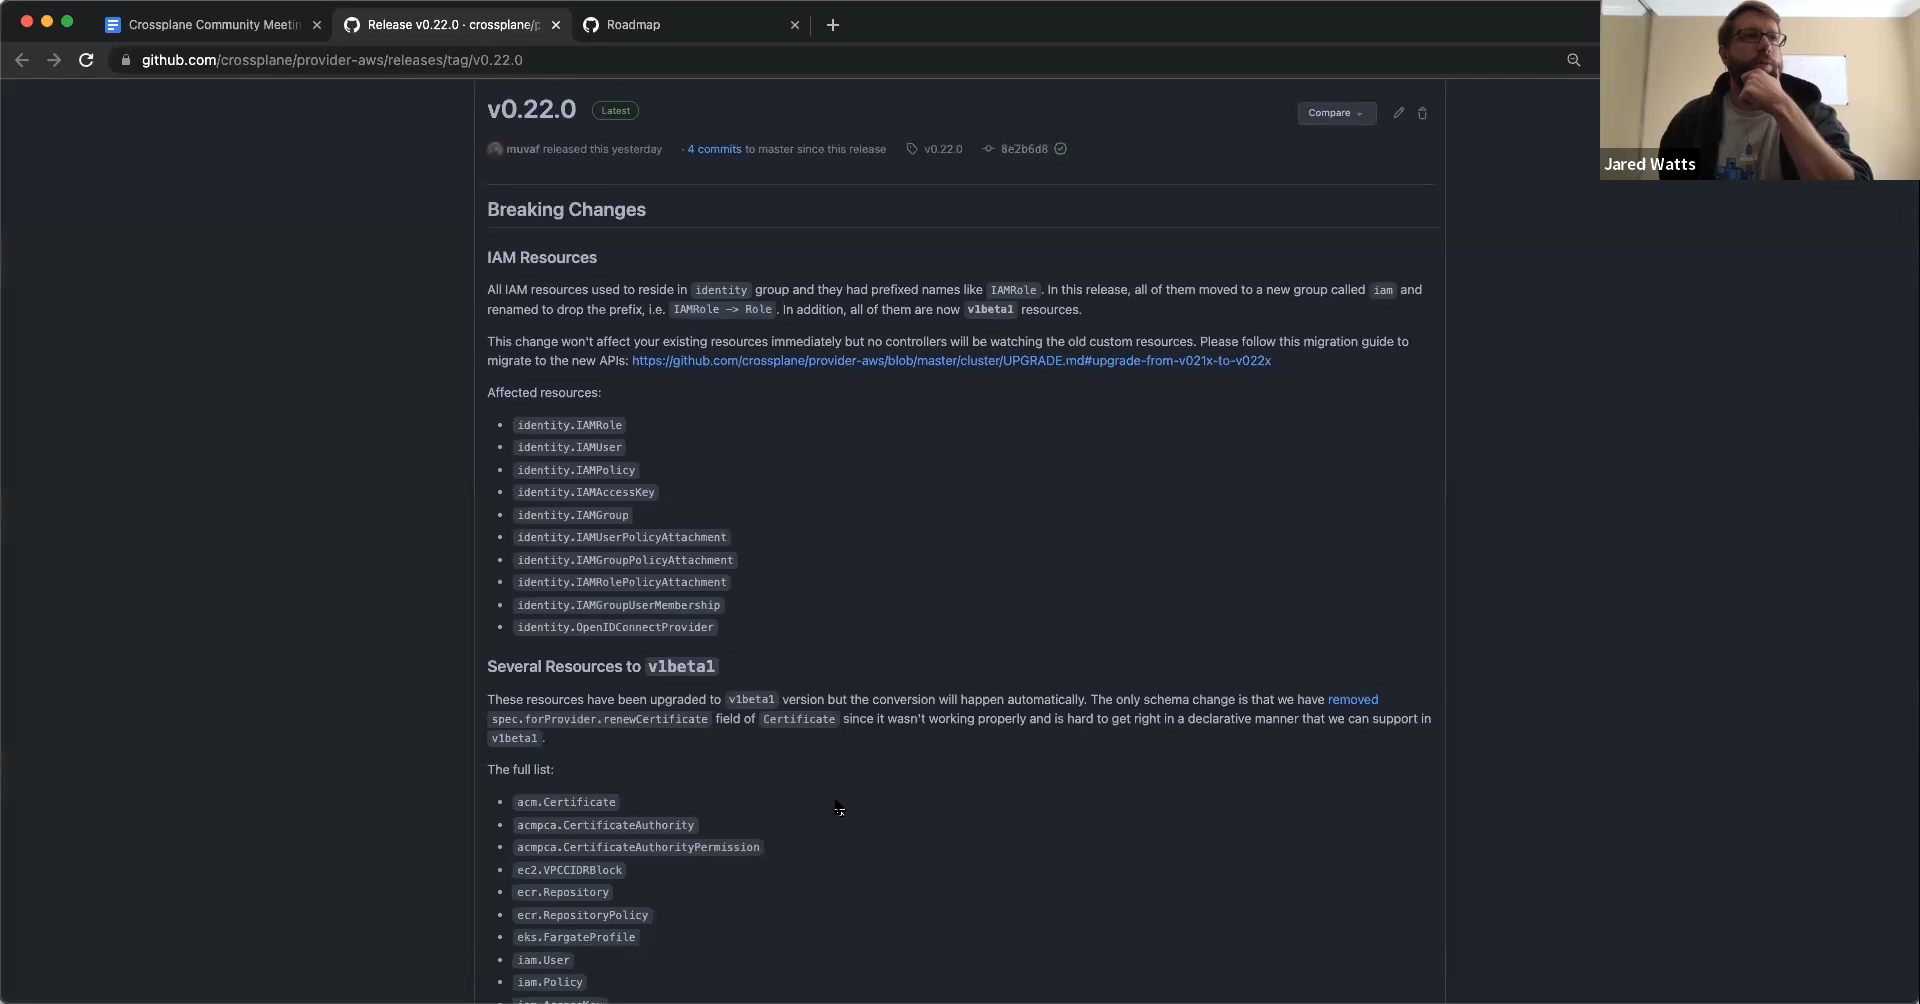 Crossplane Community Meetin
Release v0.22.0 · crossplane/p
Roadmap
github.com/crossplane/provider-aws/releases/tag/v0.22.0
Jared Watts
v0.22.0 Latest
Compare
muvaf released this yesterday · 4 commits to master since this release v0.22.0 8e2b6d8
Breaking Changes
IAM Resources
All IAM resources used to reside in identity group and they had prefixed names like IAMRole. In this release, all of them moved to a new group called iam and
renamed to drop the prefix, i.e. IAMRole -> Role. In addition, all of them are now v1beta1 resources.
This change won't affect your existing resources immediately but no controllers will be watching the old custom resources. Please follow this migration guide to
migrate to the new APIs: https://github.com/crossplane/provider-aws/blob/master/cluster/UPGRADE.md#upgrade-from-v021x-to-v022x
Affected resources:
• identity.IAMRole
• identity.IAMUser
• identity.IAMPolicy
• identity.IAMAccessKey
• identity.IAMGroup
• identity.IAMUserPolicyAttachment
• identity.IAMGroupPolicyAttachment
• identity.IAMRolePolicyAttachment
• identity.IAMGroupUserMembership
• identity.OpenIDConnectProvider
Several Resources to v1beta1
These resources have been upgraded to v1beta1 version but the conversion will happen automatically. The only schema change is that we have removed
spec.forProvider.renewCertificate field of Certificate since it wasn't working properly and is hard to get right in a declarative manner that we can support in
v1beta1.
The full list:
• acm.Certificate
• acmpca.CertificateAuthority
• acmpca.CertificateAuthorityPermission
• ec2.VPCCIDRBlock
• ecr.Repository
• ecr.RepositoryPolicy
• eks.FargateProfile
• iam.User
• iam.Policy